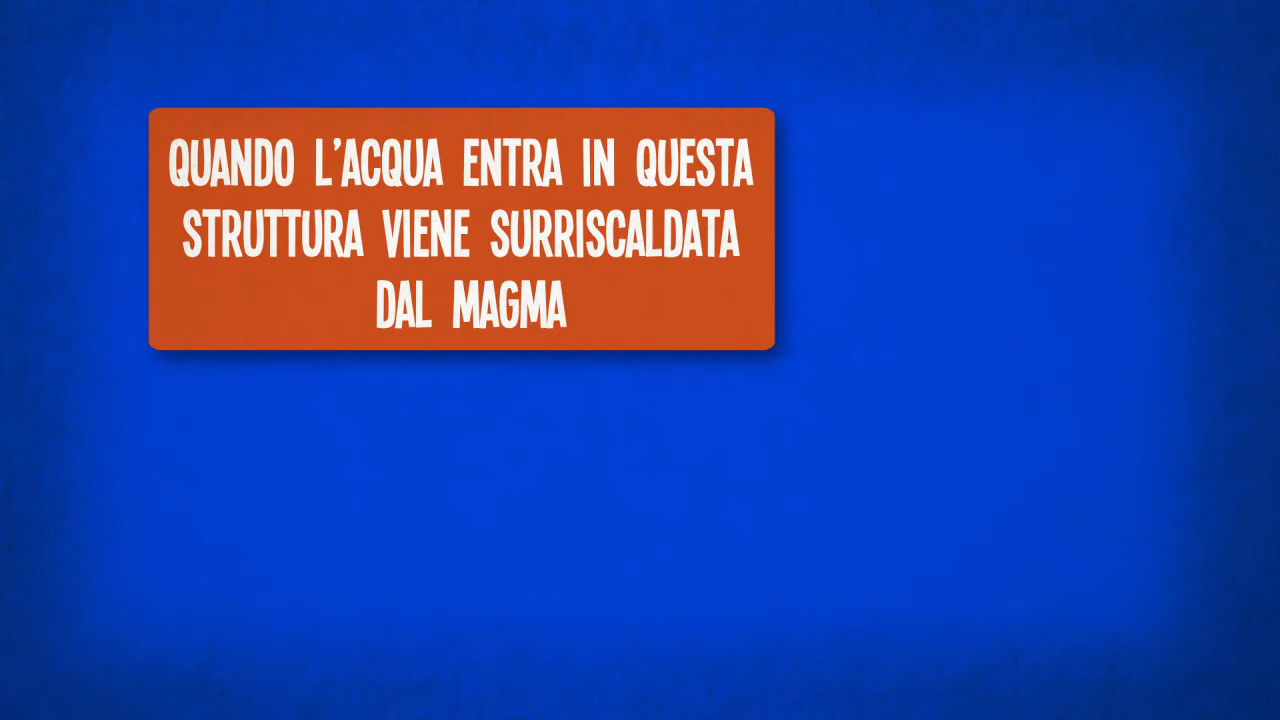 QUANDO L'ACQUA ENTRA IN QUESTA
STRUTTURA VIENE SURRISCALDATA
DAL MAGMA